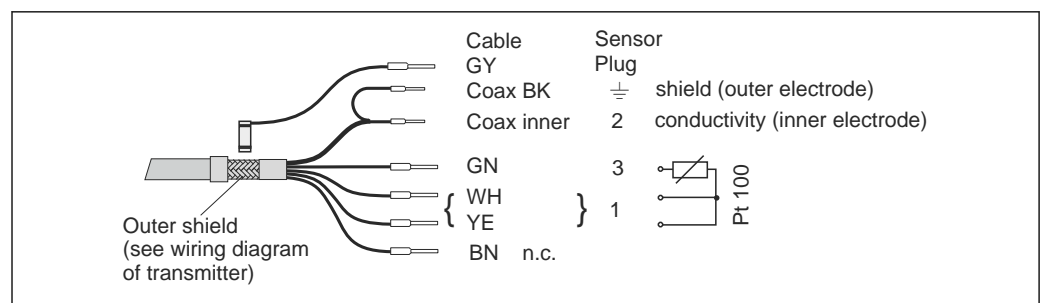 Cable Sensor
GY Plug
Coax BK ⏚ shield (outer electrode)
Coax inner 2 conductivity (inner electrode)
GN 3
{ WH } 1
YE
BN n.c.
Pt 100
Outer shield
(see wiring diagram
of transmitter)